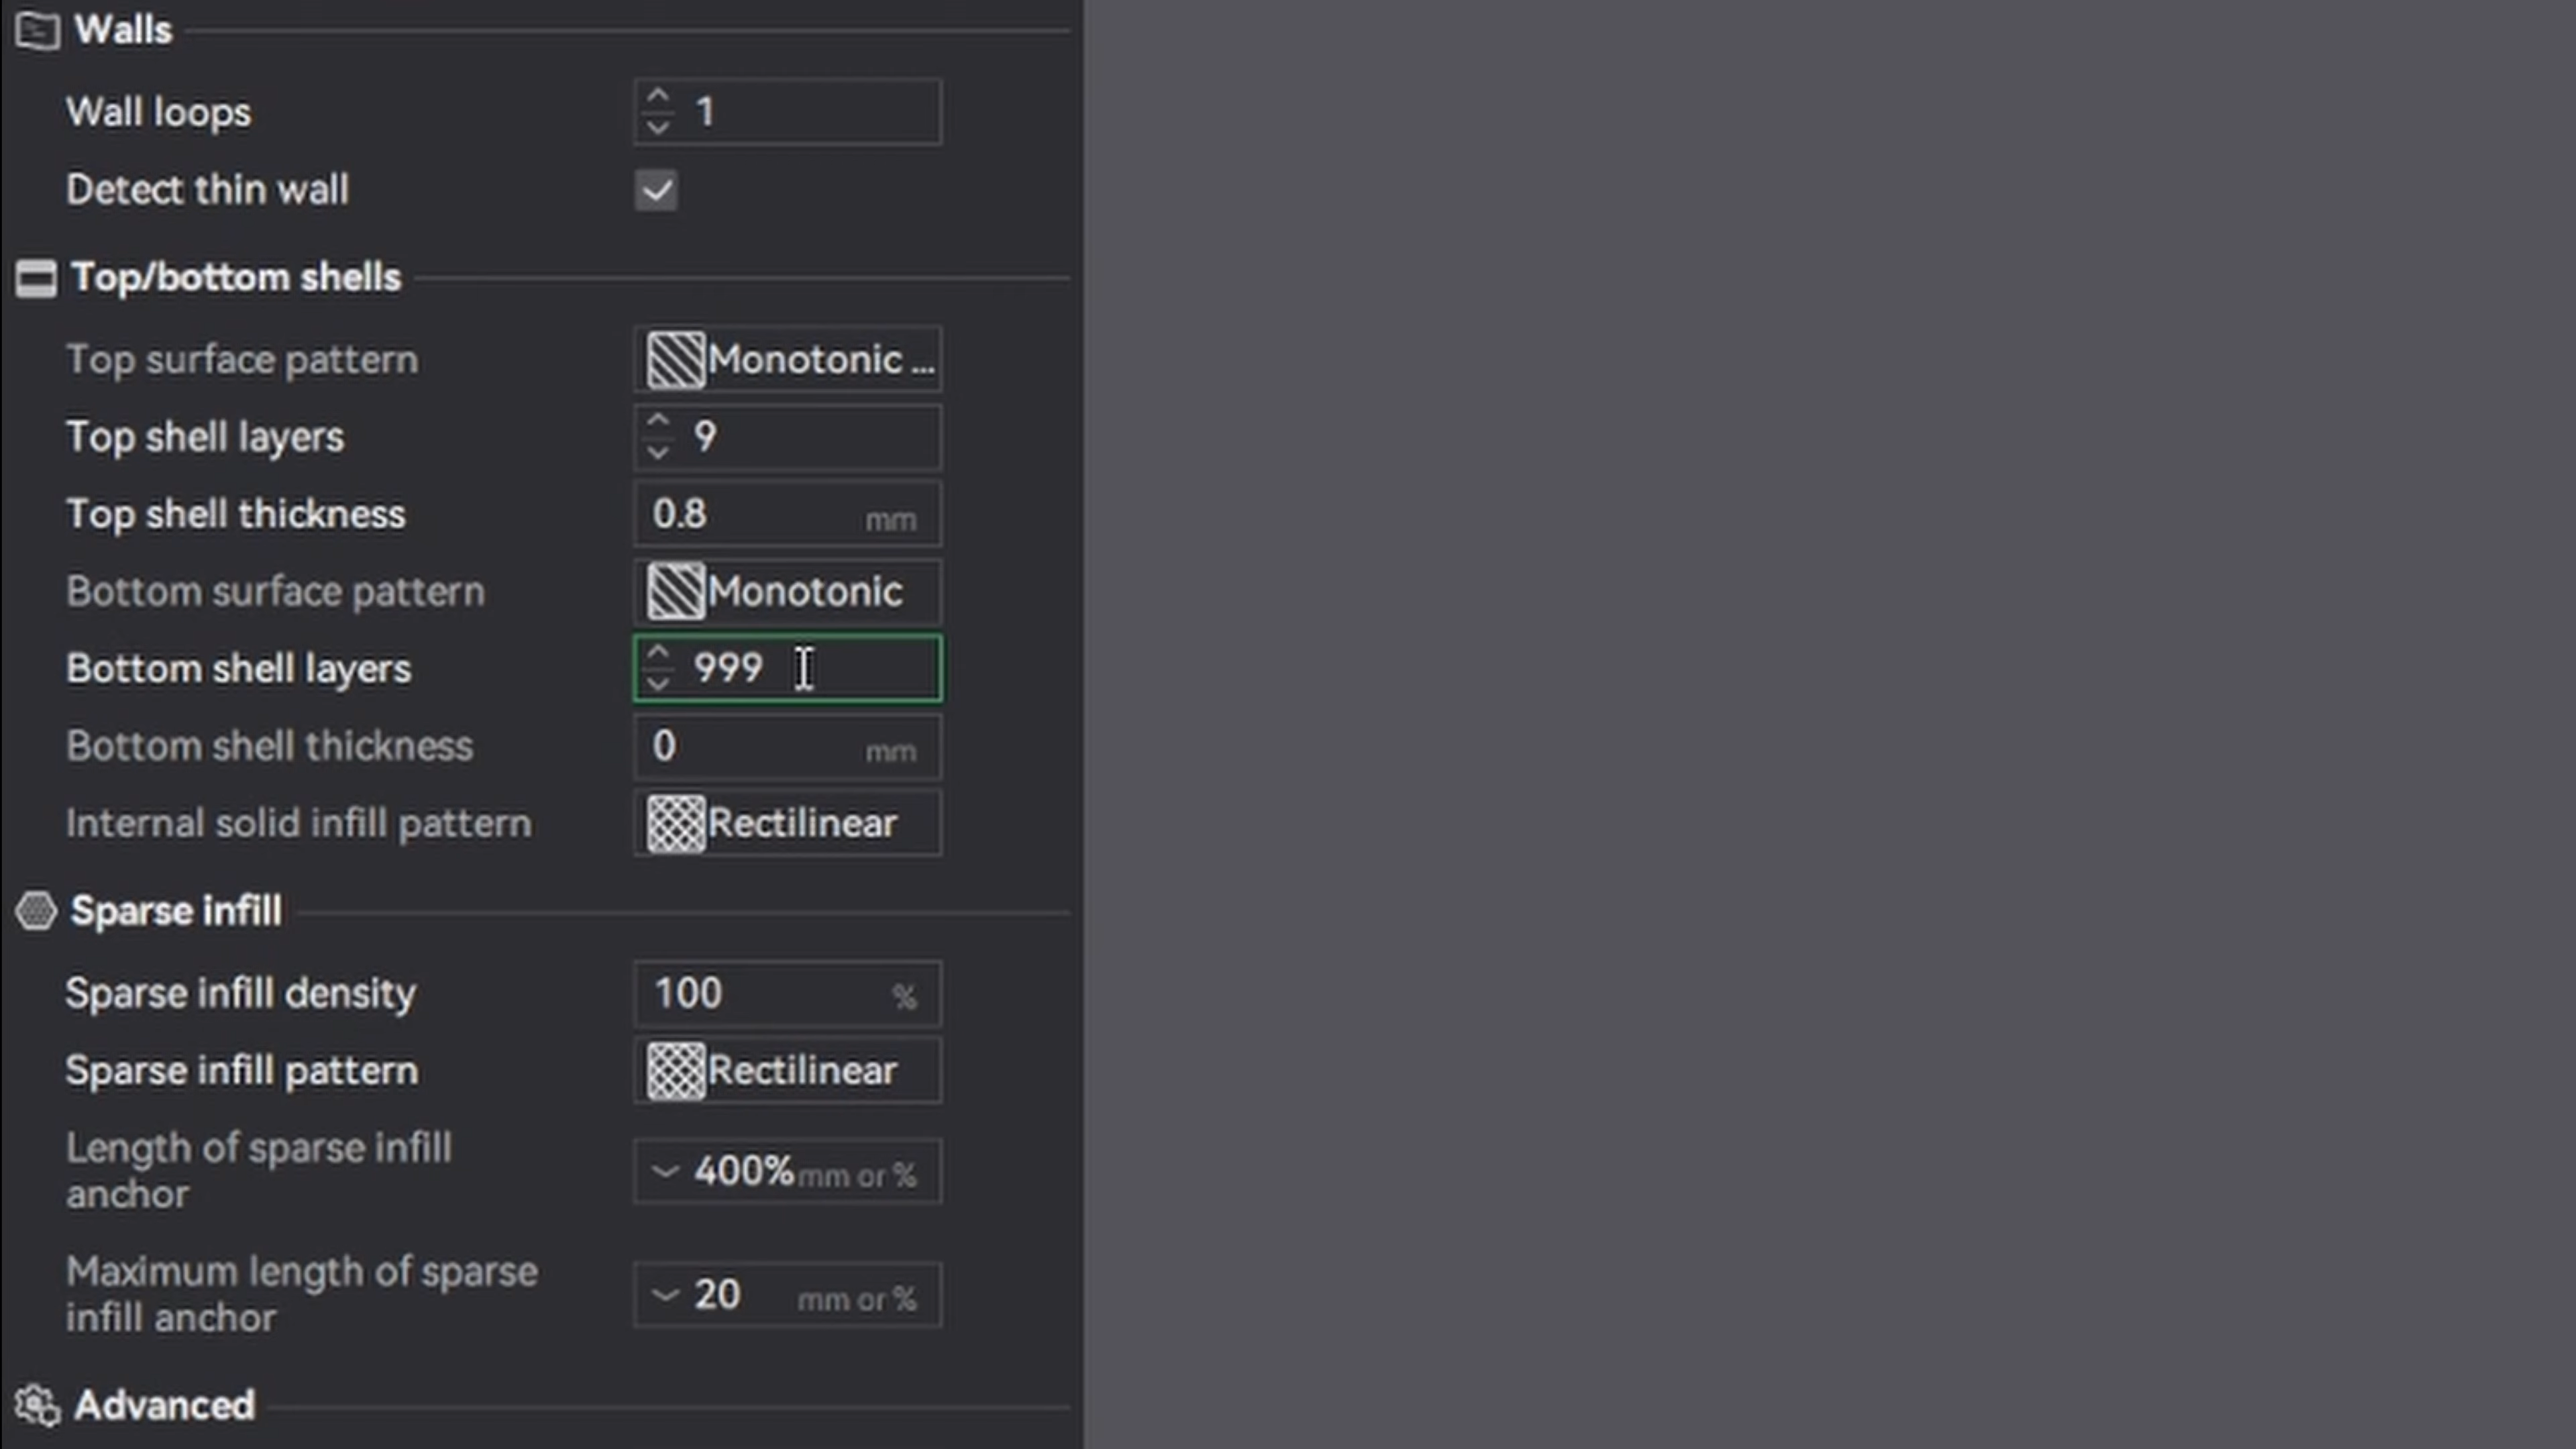 Walls
Wall loops 1
Detect thin wall
Top/bottom shells
Top surface pattern Monotonic ...
Top shell layers 9
Top shell thickness 0.8 mm
Bottom surface pattern Monotonic
Bottom shell layers 999
Bottom shell thickness 0 mm
Internal solid infill pattern Rectilinear
Sparse infill
Sparse infill density 100 %
Sparse infill pattern Rectilinear
Length of sparse infill
anchor 400% mm or %
Maximum length of sparse
infill anchor 20 mm or %
Advanced